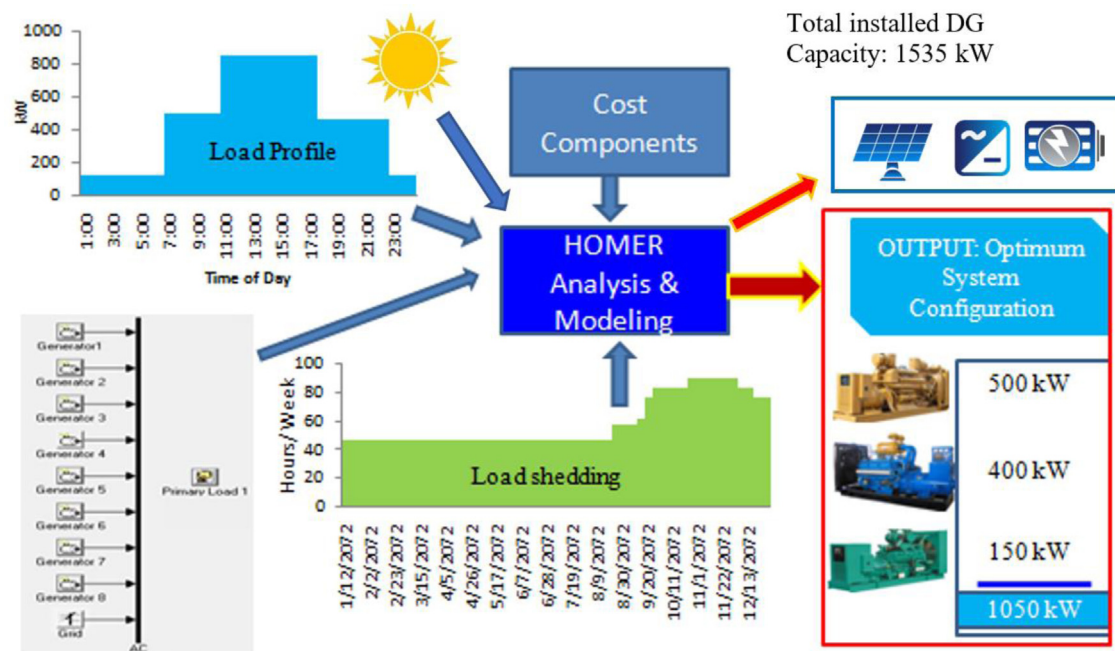 Total installed DG
Capacity: 1535 kW
1000
800
600
400
200
0
kW
Load Profile
1:00
3:00
5:00
7:00
9:00
11:00
13:00
15:00
17:00
19:00
21:00
23:00
Time of Day
Cost
Components
HOMER
Analysis &
Modeling
OUTPUT: Optimum
System
Configuration
500 kW
400 kW
150 kW
1050 kW
Generator1
Generator 2
Generator 3
Generator 4
Generator 5
Generator 6
Generator 7
Generator 8
Grid
AC
Primary Load 1
100
80
60
40
20
0
Hours/ Week
Load shedding
1/12/2072
2/2/2072
2/23/2072
3/15/2072
4/5/2072
4/26/2072
5/17/2072
6/7/2072
6/28/2072
7/19/2072
8/9/2072
8/30/2072
9/20/2072
10/11/2072
11/1/2072
11/22/2072
12/13/2072